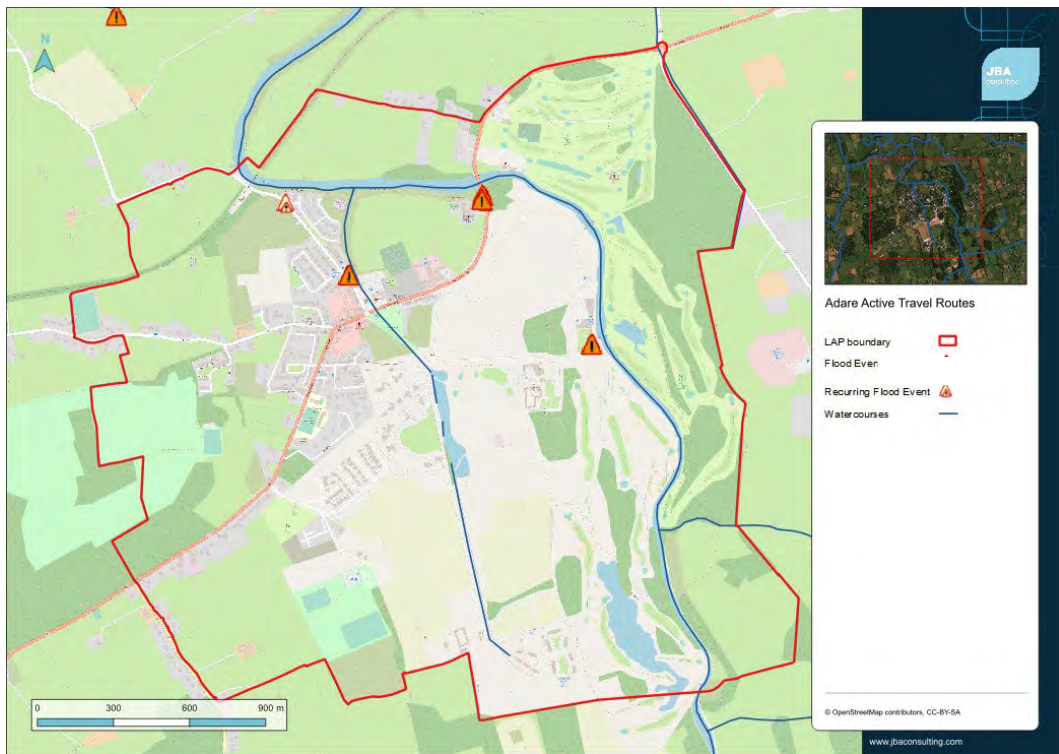 N
JBA
consulting
Adare Active Travel Routes
LAP boundary
Flood Even
Recurring Flood Event
Watercourses
0 300 600 900 m
© OpenStreetMap contributors, CC-BY-SA
www.jbaconsulting.com